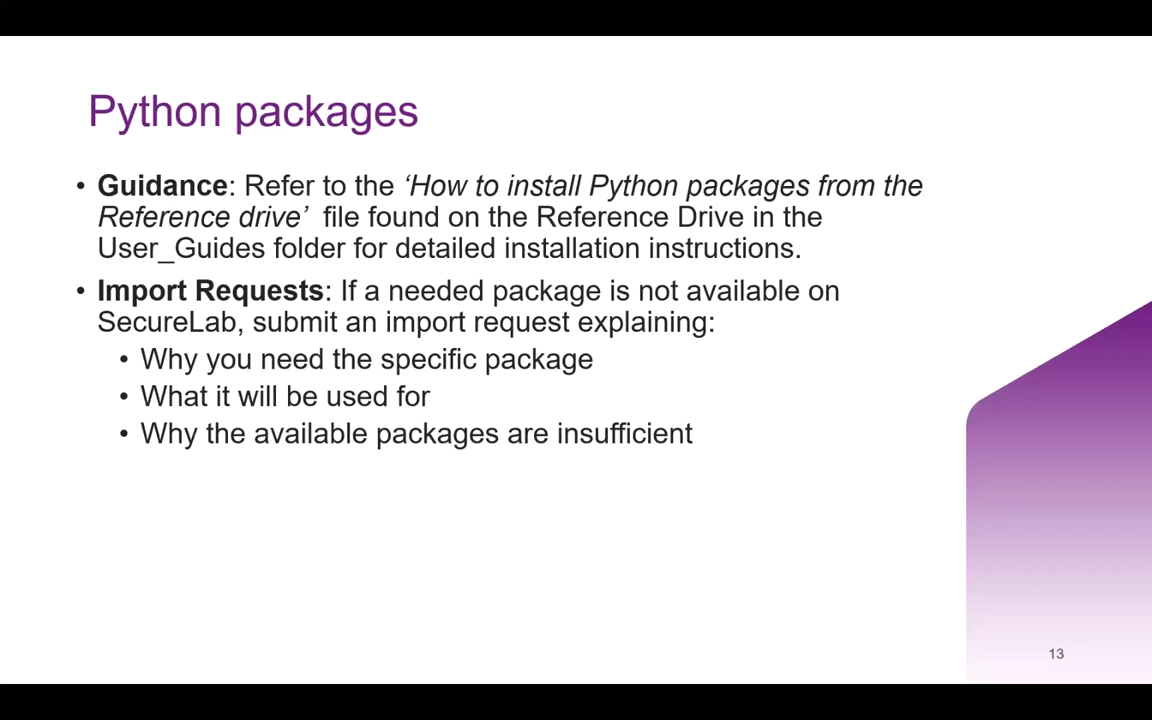 Python packages
• Guidance: Refer to the ‘How to install Python packages from the
Reference drive’ file found on the Reference Drive in the
User_Guides folder for detailed installation instructions.
• Import Requests: If a needed package is not available on
SecureLab, submit an import request explaining:
• Why you need the specific package
• What it will be used for
• Why the available packages are insufficient
13